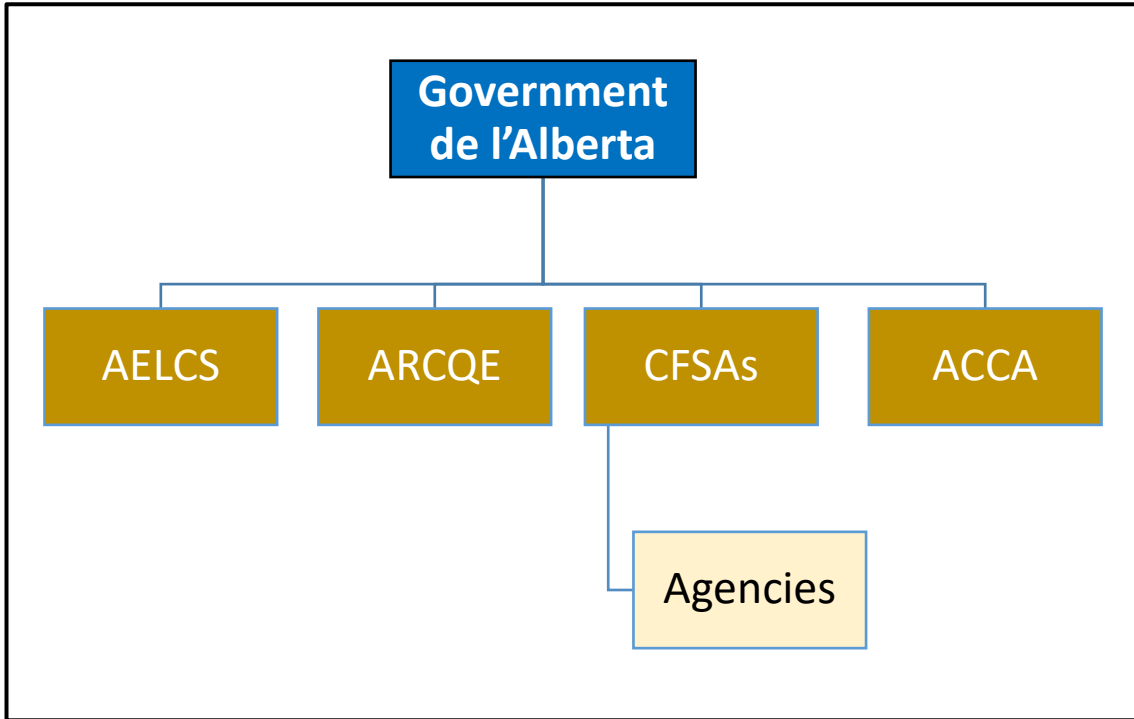 Government
de l’Alberta
AELCS
ARCQE
CFSAs
ACCA
Agencies